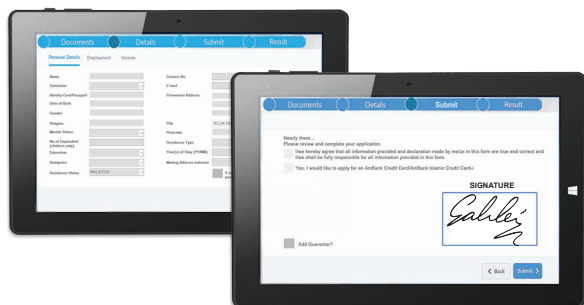 Documents Details Submit Result
Personal Details Employment Income
Name
Salutation
Identity Card/Passport
Date of Birth
Gender
Religion
Marital Status
No of Dependent
(children only)
Education
Bumiputra
Residence Status MALAYSIA
Contact No
E-mail
Permanent Address
City
Postcode
Residence Type
Year(s) of Stay (YY/MM)
Mailing Address Indicator
Documents Details Submit Result
Nearly there...
Please review and complete your application.
I/we hereby agree that all information provided and declaration made by me/us in this form are true and correct and
I/we shall be fully responsible for all information provided in this form.
Yes, I would like to apply for an AmBank Credit Card/AmBank Islamic Credit Card-i
SIGNATURE
Add Guarantor?
Back Submit